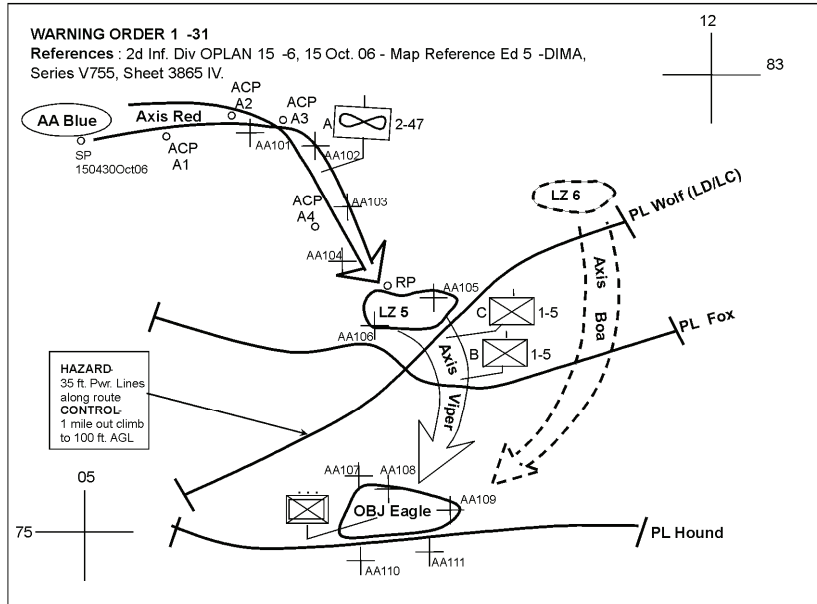 WARNING ORDER 1 -31
References : 2d Inf. Div OPLAN 15 -6, 15 Oct. 06 - Map Reference Ed 5 -DIMA,
Series V755, Sheet 3865 IV.
12
83
AA Blue
Axis Red
ACP
A2
ACP
A3
A
2-47
SP
150430Oct06
ACP
A1
AA101
AA102
ACP
A4
AA103
AA104
RP
LZ 5
AA105
AA106
LZ 6
PL Wolf (LD/LC)
Axis Boa
C
1-5
B
1-5
Axis Viper
PL Fox
HAZARD-
35 ft. Pwr. Lines
along route
CONTROL-
1 mile out climb
to 100 ft. AGL
05
75
AA107
AA108
AA109
OBJ Eagle
PL Hound
AA110
AA111